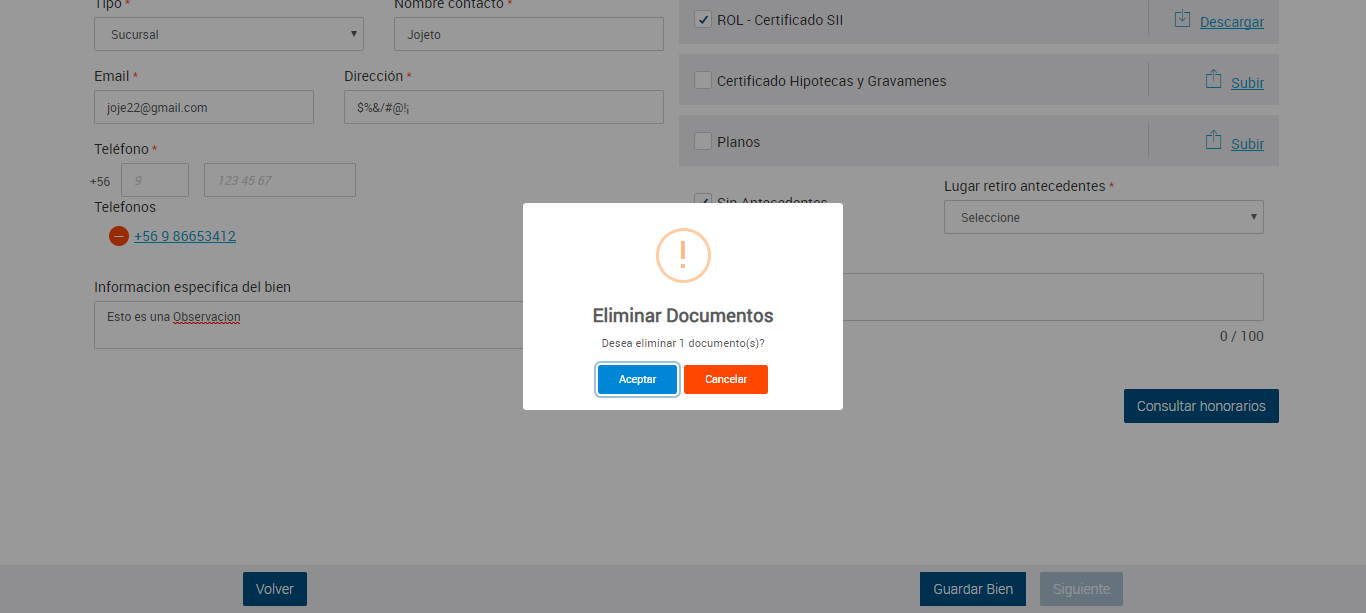 Tipo *
Nombre contacto *
Sucursal
Jojeto
Email *
Dirección *
joje22@gmail.com
$%&/#@!¡
Teléfono *
+56
9
123 45 67
Telefonos
+56 9 86653412
Informacion especifica del bien
Esto es una Observacion
ROL - Certificado SII
Descargar
Certificado Hipotecas y Gravamenes
Subir
Planos
Subir
Sin Antecedentes
Lugar retiro antecedentes *
Seleccione
0 / 100
Consultar honorarios
!
Eliminar Documentos
Desea eliminar 1 documento(s)?
Aceptar
Cancelar
Volver
Guardar Bien
Siguiente